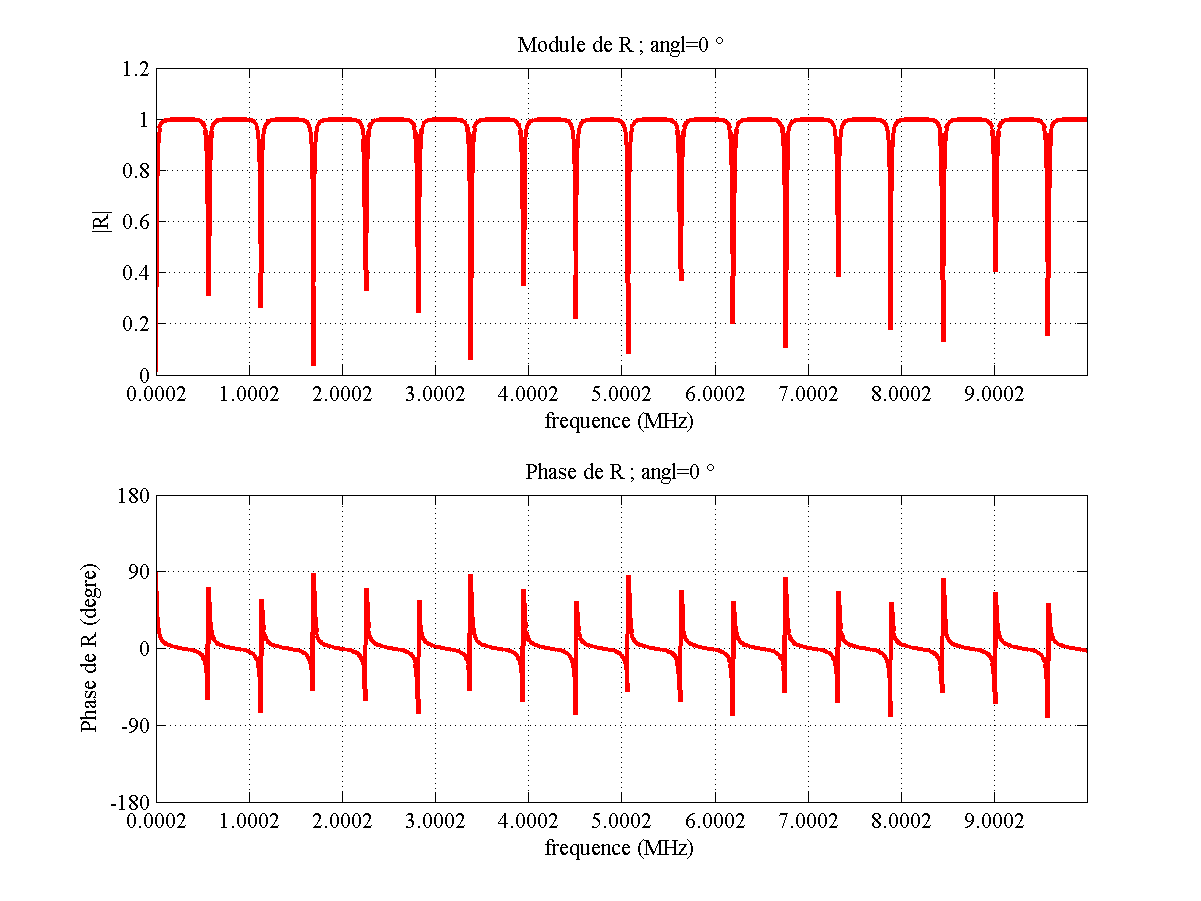 Module de R ; angl=0 °
1.2
1
0.8
0.6
0.4
0.2
0
|R|
0.0002 1.0002 2.0002 3.0002 4.0002 5.0002 6.0002 7.0002 8.0002 9.0002
frequence (MHz)
Phase de R ; angl=0 °
180
90
0
-90
-180
Phase de R (degre)
0.0002 1.0002 2.0002 3.0002 4.0002 5.0002 6.0002 7.0002 8.0002 9.0002
frequence (MHz)